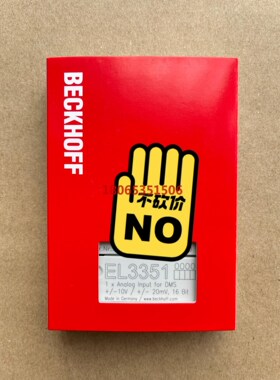 BECKHOFF
18065351506
不砍价
NO
EL3351
1 x Analog Input for DMS
+/-10V / +/- 20mV, 16 Bit
Made in Germany / www.beckhoff.com